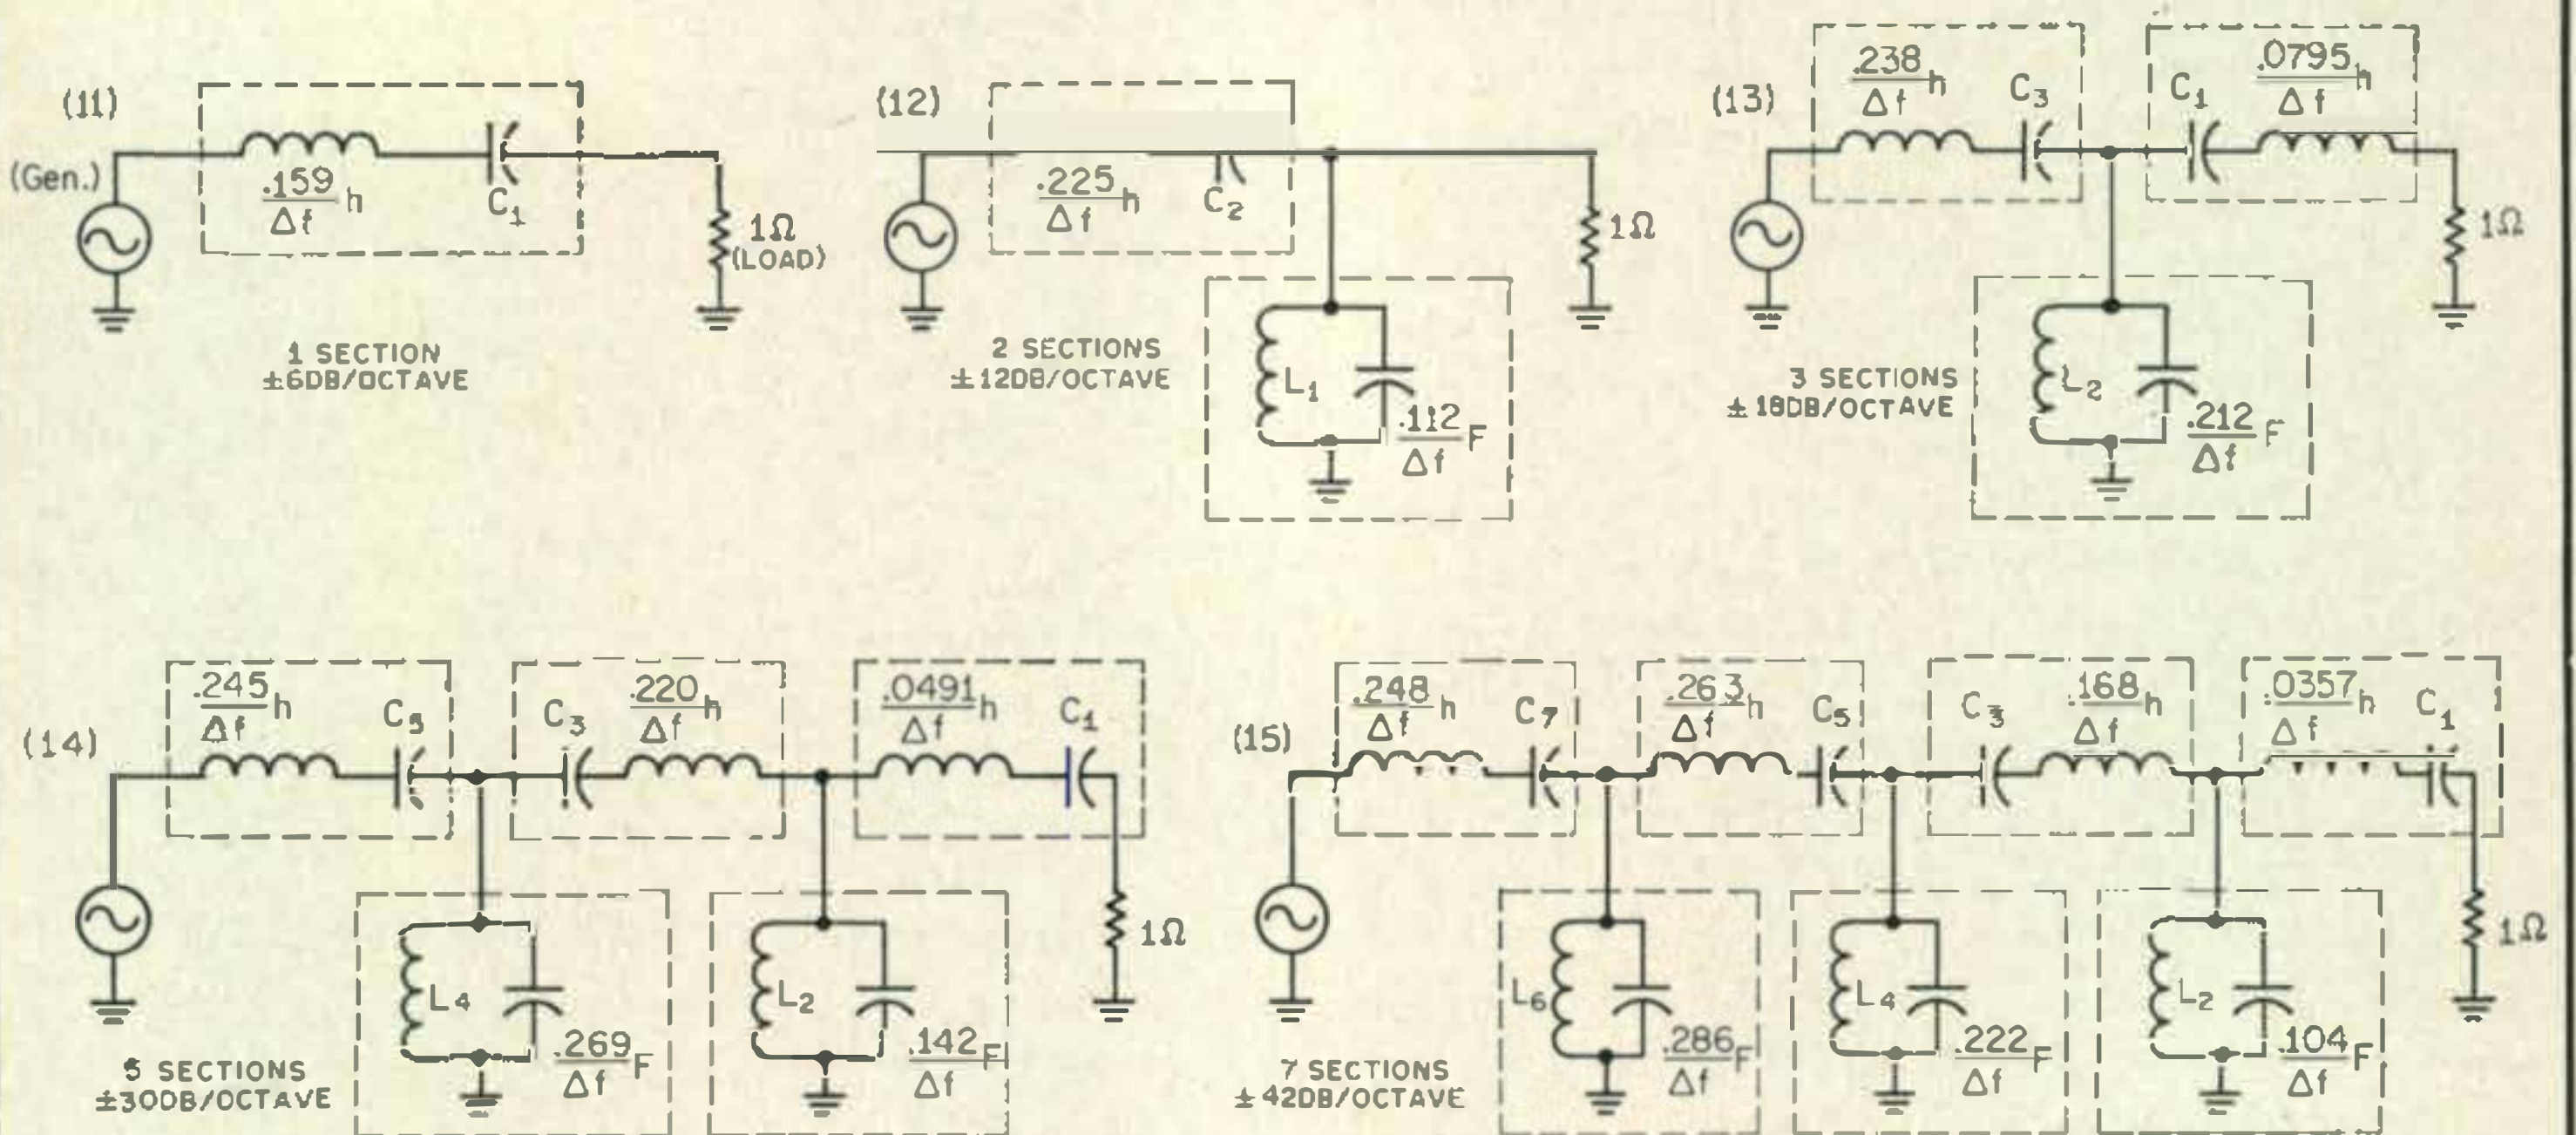 (11)
(Gen.)
.159
Δf h
C1
1Ω
(LOAD)
1 SECTION
±6DB/OCTAVE
(12)
.225
Δf h
C2
1Ω
L1
.112
Δf F
2 SECTIONS
±12DB/OCTAVE
(13)
.238
Δf h
C3
C1
.0795
Δf h
1Ω
L2
.212
Δf F
3 SECTIONS
±18DB/OCTAVE
(14)
.245
Δf h
C5
C3
.220
Δf h
.0491
Δf h
C1
1Ω
L4
.269
Δf F
L2
.142
Δf F
5 SECTIONS
±30DB/OCTAVE
(15)
.248
Δf h
C7
.263
Δf h
C5
C3
.168
Δf h
.0357
Δf h
C1
1Ω
L6
.286
Δf F
L4
.222
Δf F
L2
.104
Δf F
7 SECTIONS
±42DB/OCTAVE